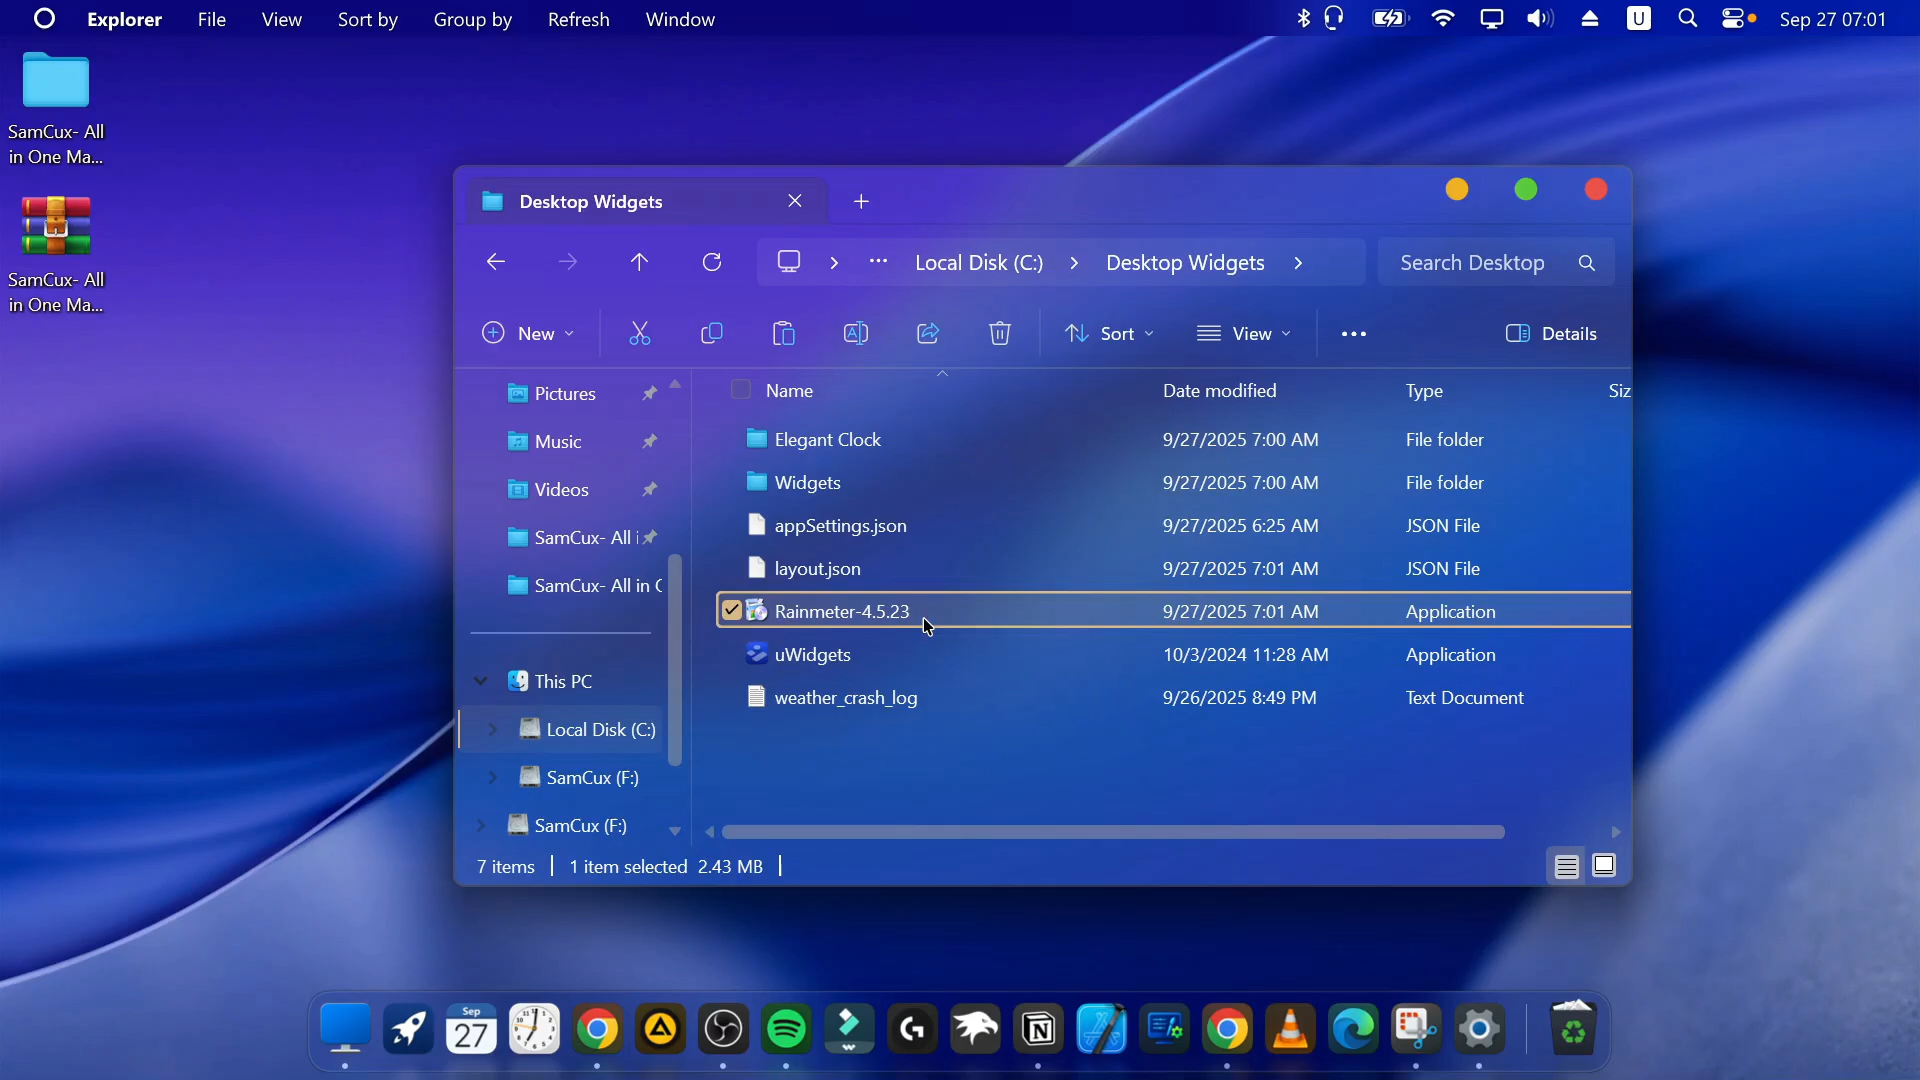 Explorer File View Sort by Group by Refresh Window U Sep 27 07:01
SamCux- All
in One Ma...
SamCux- All
in One Ma...
Desktop Widgets
Local Disk (C:) Desktop Widgets Search Desktop
New Sort View Details
Name Date modified Type Siz
Pictures
Music
Videos
SamCux- All i
SamCux- All in
This PC
Local Disk (C:)
SamCux (F:)
SamCux (F:)
Elegant Clock 9/27/2025 7:00 AM File folder
Widgets 9/27/2025 7:00 AM File folder
appSettings.json 9/27/2025 6:25 AM JSON File
layout.json 9/27/2025 7:01 AM JSON File
Rainmeter-4.5.23 9/27/2025 7:01 AM Application
uWidgets 10/3/2024 11:28 AM Application
weather_crash_log 9/26/2025 8:49 PM Text Document
7 items 1 item selected 2.43 MB
Sep
27